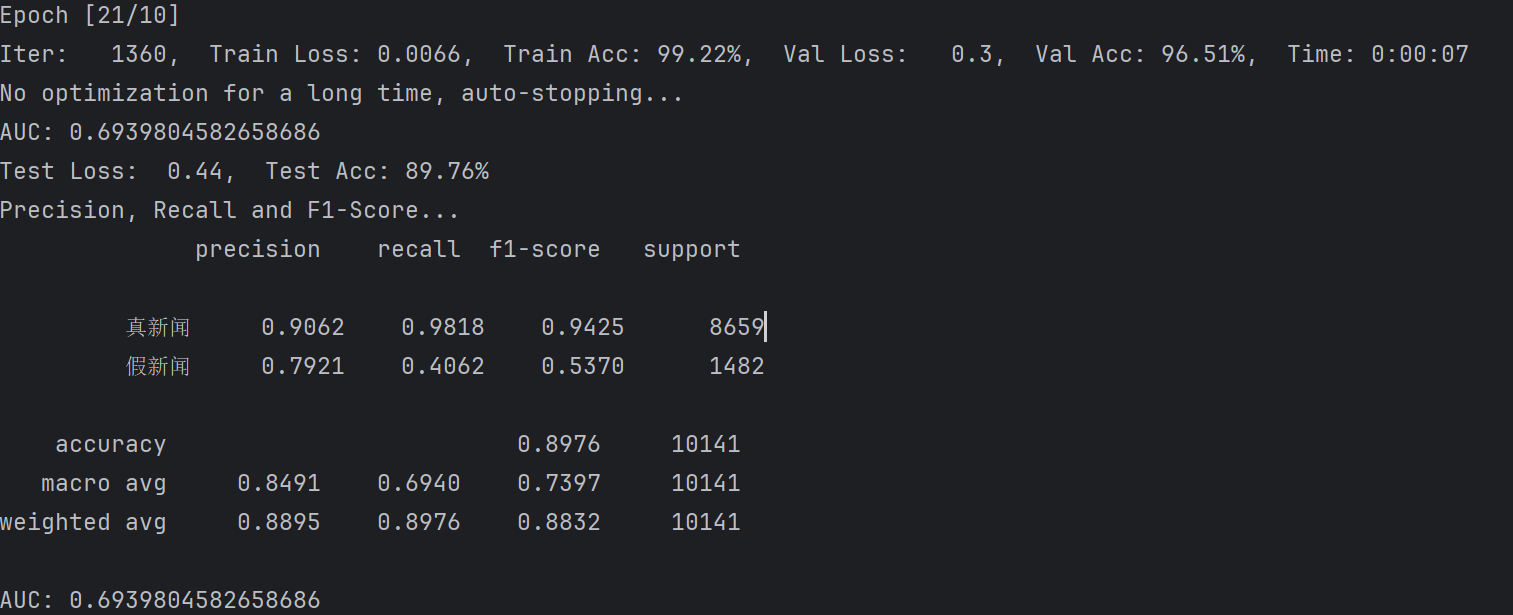 Epoch [21/10]
Iter:   1360,  Train Loss: 0.0066,  Train Acc: 99.22%,  Val Loss:   0.3,  Val Acc: 96.51%,  Time: 0:00:07
No optimization for a long time, auto-stopping...
AUC: 0.6939804582658686
Test Loss:  0.44,  Test Acc: 89.76%
Precision, Recall and F1-Score...
              precision    recall  f1-score   support
         真新闻     0.9062    0.9818    0.9425      8659
         假新闻     0.7921    0.4062    0.5370      1482
    accuracy                         0.8976     10141
   macro avg     0.8491    0.6940    0.7397     10141
weighted avg     0.8895    0.8976    0.8832     10141
AUC: 0.6939804582658686